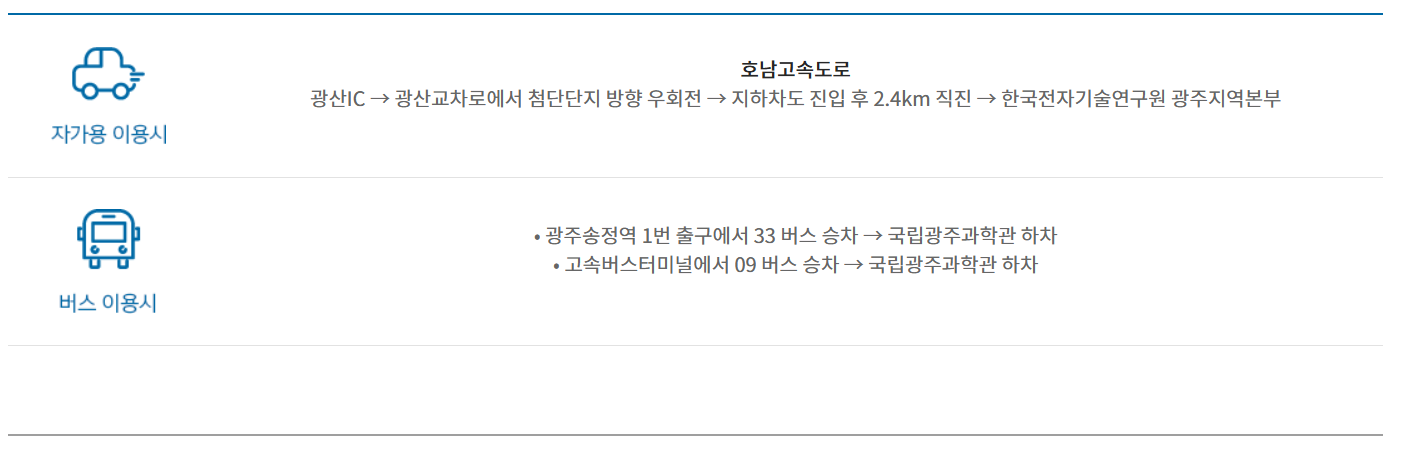 호남고속도로
광산IC → 광산교차로에서 첨단단지 방향 우회전 → 지하차도 진입 후 2.4km 직진 → 한국전자기술연구원 광주지역본부
자가용 이용시
• 광주송정역 1번 출구에서 33 버스 승차 → 국립광주과학관 하차
• 고속버스터미널에서 09 버스 승차 → 국립광주과학관 하차
버스 이용시